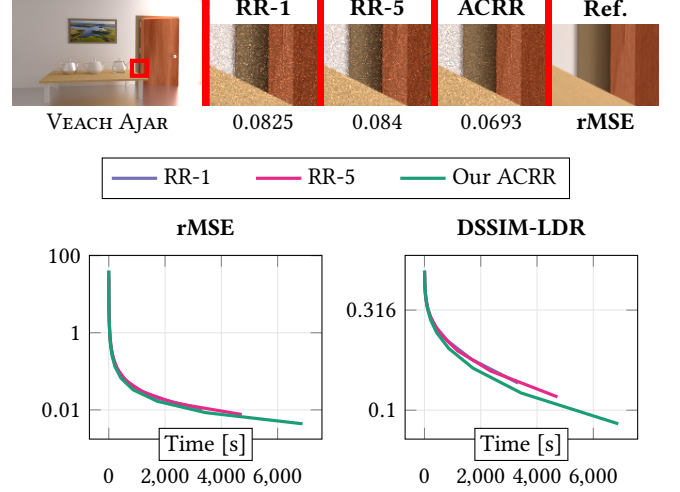 RR-1 RR-5 ACRR Ref.
VEACH AJAR 0.0825 0.084 0.0693 rMSE
RR-1 RR-5 Our ACRR
rMSE DSSIM-LDR
100
1
0.01
Time [s]
0 2,000 4,000 6,000
0.316
0.1
Time [s]
0 2,000 4,000 6,000